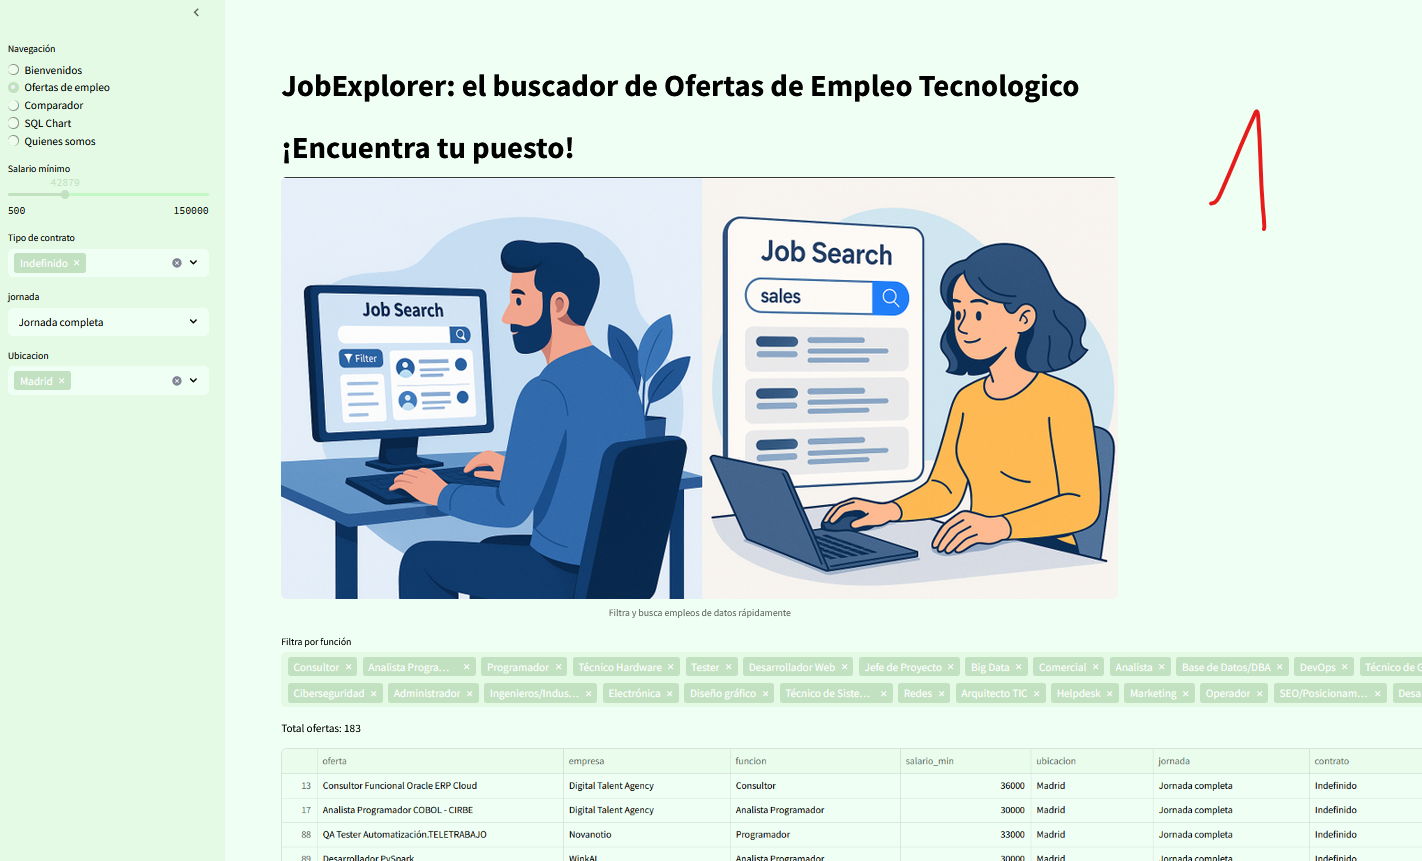 Navegación
Bienvenidos
Ofertas de empleo
Comparador
SQL Chart
Quienes somos
Salario mínimo
42879
500 150000
Tipo de contrato
Indefinido
jornada
Jornada completa
Ubicacion
Madrid
JobExplorer: el buscador de Ofertas de Empleo Tecnologico
¡Encuentra tu puesto!
1
Job Search
Filter
Job Search
sales
Filtra y busca empleos de datos rápidamente
Filtra por función
Consultor Analista Progra... Programador Técnico Hardware Tester Desarrollador Web Jefe de Proyecto Big Data Comercial Analista Base de Datos/DBA DevOps Técnico de G
Ciberseguridad Administrador Ingenieros/Indus... Electrónica Diseño gráfico Técnico de Siste... Redes Arquitecto TIC Helpdesk Marketing Operador SEO/Posicionam... Desa
Total ofertas: 183
oferta empresa funcion salario_min ubicacion jornada contrato
13 Consultor Funcional Oracle ERP Cloud Digital Talent Agency Consultor 36000 Madrid Jornada completa Indefinido
17 Analista Programador COBOL - CIRBE Digital Talent Agency Analista Programador 30000 Madrid Jornada completa Indefinido
88 QA Tester Automatización.TELETRABAJO Novanotio Programador 33000 Madrid Jornada completa Indefinido
89 Desarrollador PySpark WinkAI Analista Programador 30000 Madrid Jornada completa Indefinido